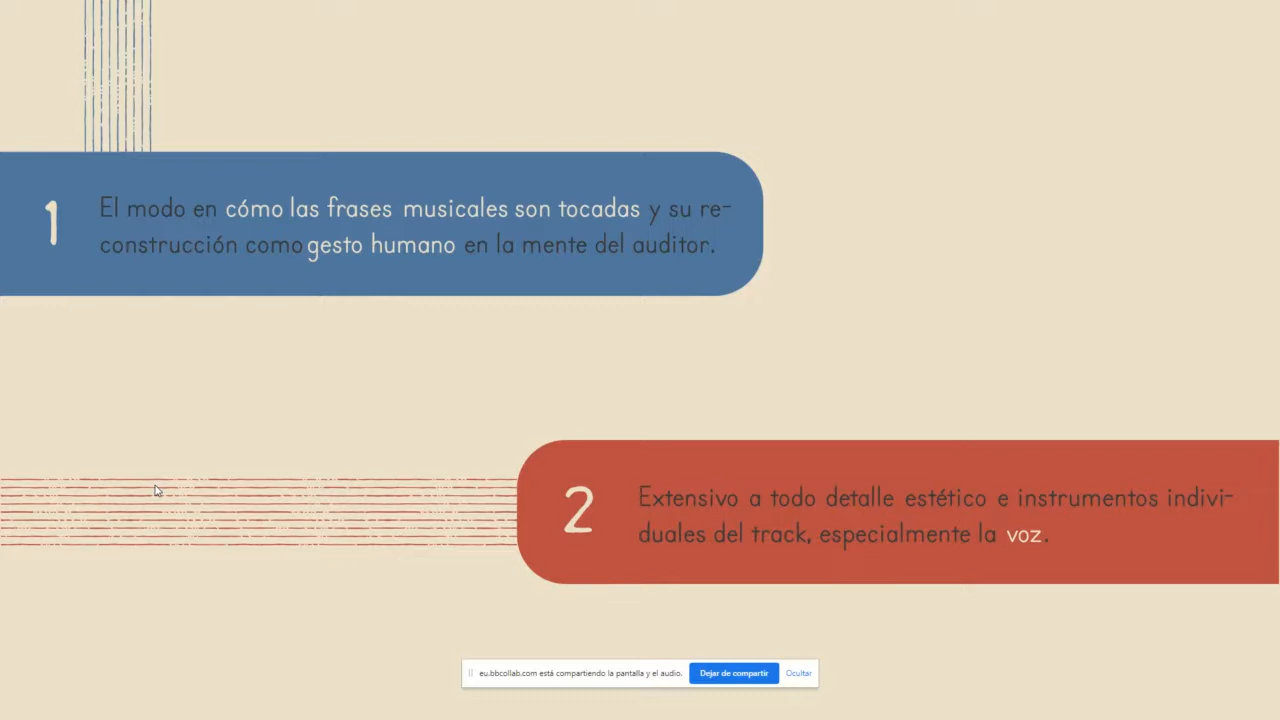 1
El modo en cómo las frases musicales son tocadas y su re-
construcción como gesto humano en la mente del auditor.
2
Extensivo a todo detalle estético e instrumentos indivi-
duales del track, especialmente la voz.
eu.bbcollab.com está compartiendo la pantalla y el audio. Dejar de compartir Ocultar